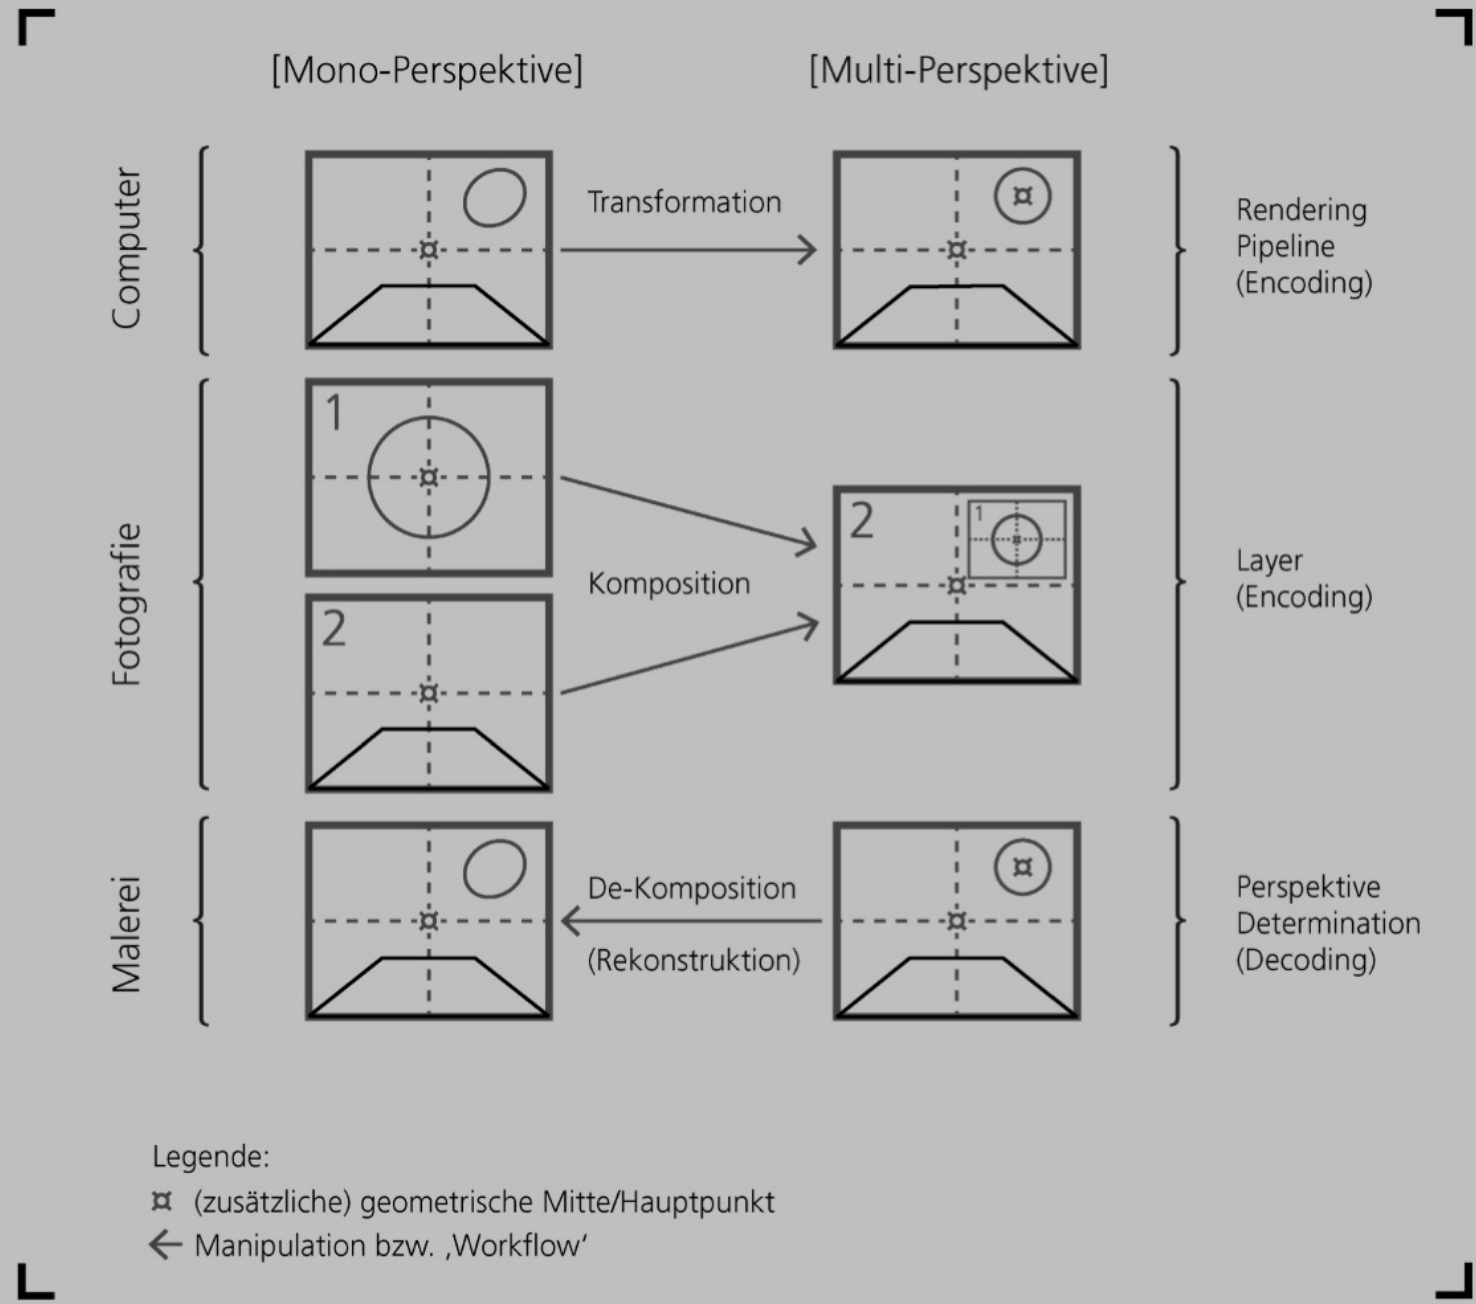 [Mono-Perspektive]
[Multi-Perspektive]
Computer
Transformation
Rendering
Pipeline
(Encoding)
Fotografie
1
2
Komposition
2
1
Layer
(Encoding)
Malerei
De-Komposition
(Rekonstruktion)
Perspektive
Determination
(Decoding)
Legende:
(zusätzliche) geometrische Mitte/Hauptpunkt
Manipulation bzw. ‚Workflow‘